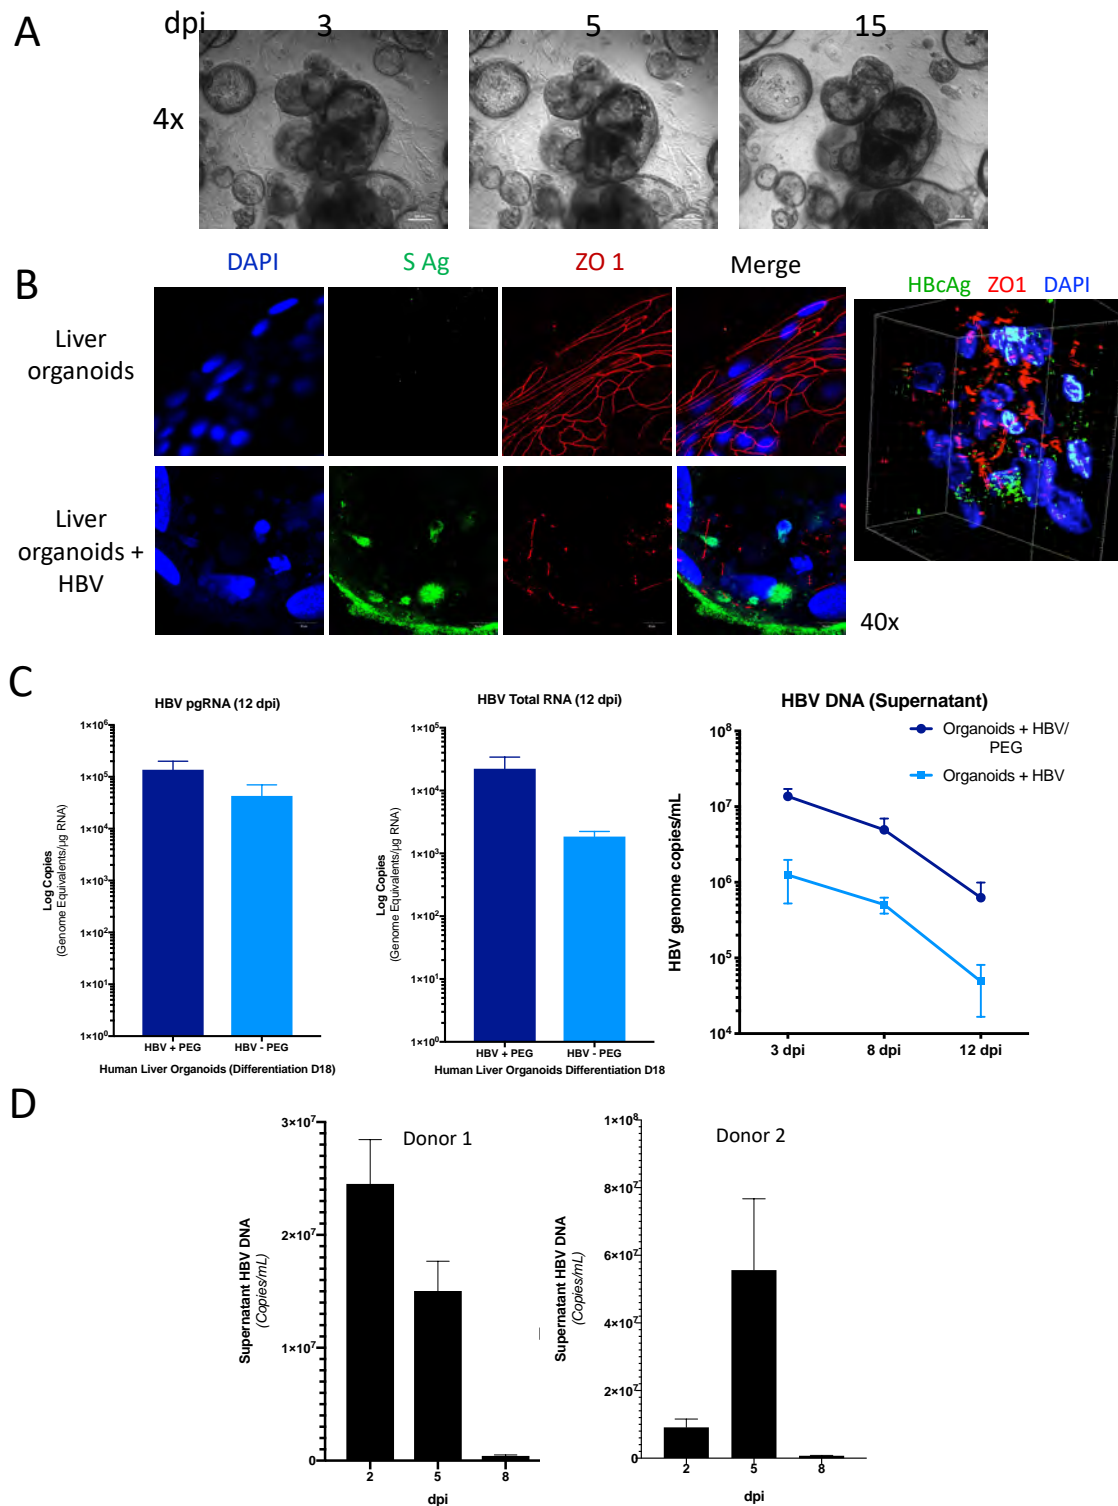 A
dpi 3 5 15
4x
B
DAPI S Ag ZO 1 Merge
HBcAg ZO1 DAPI
Liver
organoids
Liver
organoids +
HBV
40x
C
HBV pgRNA (12 dpi)
Log Copies
(Genome Equivalents/µg RNA)
1×10⁶
1×10⁵
1×10⁴
1×10³
1×10²
1×10¹
1×10⁰
HBV + PEG HBV - PEG
Human Liver Organoids (Differentiation D18)
HBV Total RNA (12 dpi)
Log Copies
(Genome Equivalents/µg RNA)
1×10⁵
1×10⁴
1×10³
1×10²
1×10¹
1×10⁰
HBV + PEG HBV - PEG
Human Liver Organoids Differentiation D18
HBV DNA (Supernatant)
Organoids + HBV/
PEG
Organoids + HBV
HBV genome copies/mL
10⁸
10⁷
10⁶
10⁵
10⁴
3 dpi 8 dpi 12 dpi
D
Donor 1
Supernatant HBV DNA
(Copies/mL)
3×10⁷
2×10⁷
1×10⁷
0
2 5 8
dpi
Donor 2
Supernatant HBV DNA
(Copies/mL)
1×10⁸
8×10⁷
6×10⁷
4×10⁷
2×10⁷
0
2 5 8
dpi